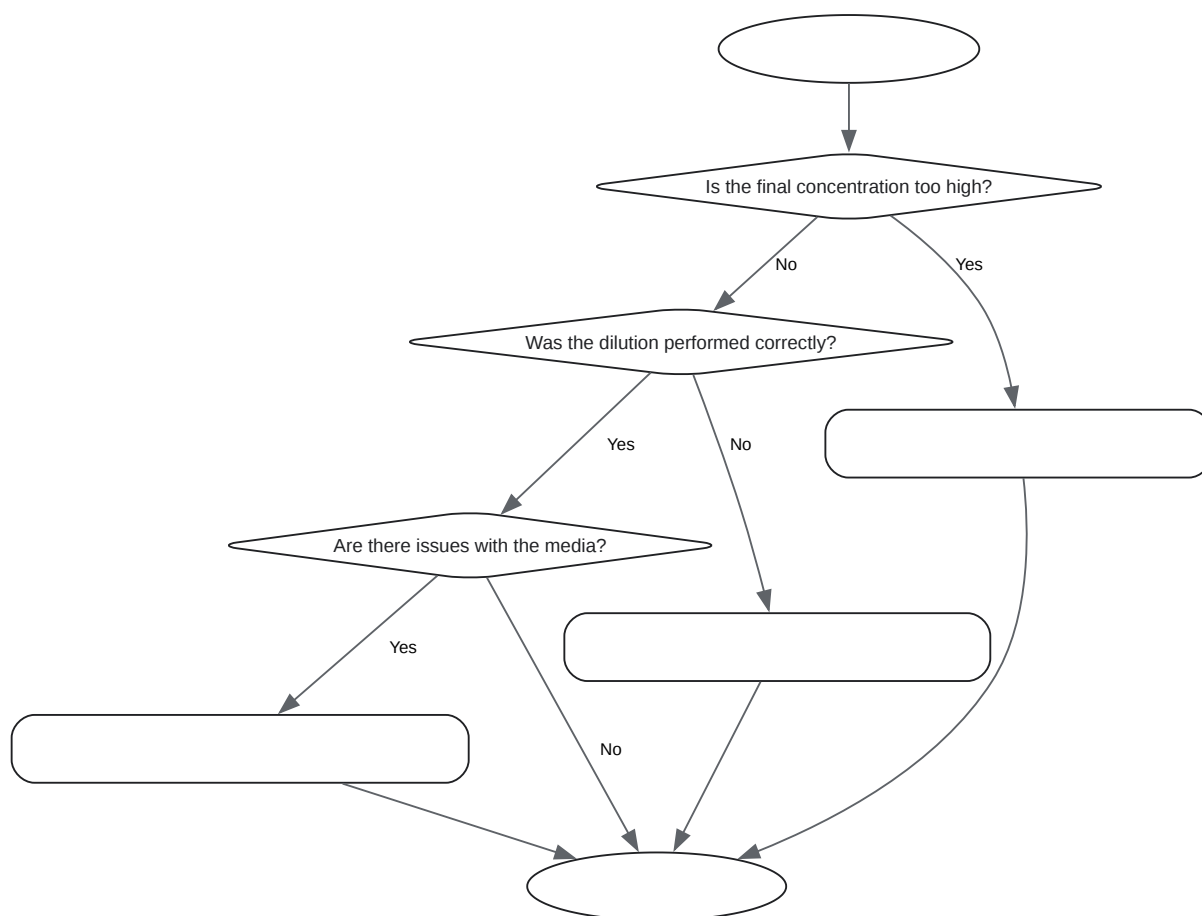 Is the final concentration too high?
No
Yes
Was the dilution performed correctly?
Yes
No
Are there issues with the media?
Yes
No